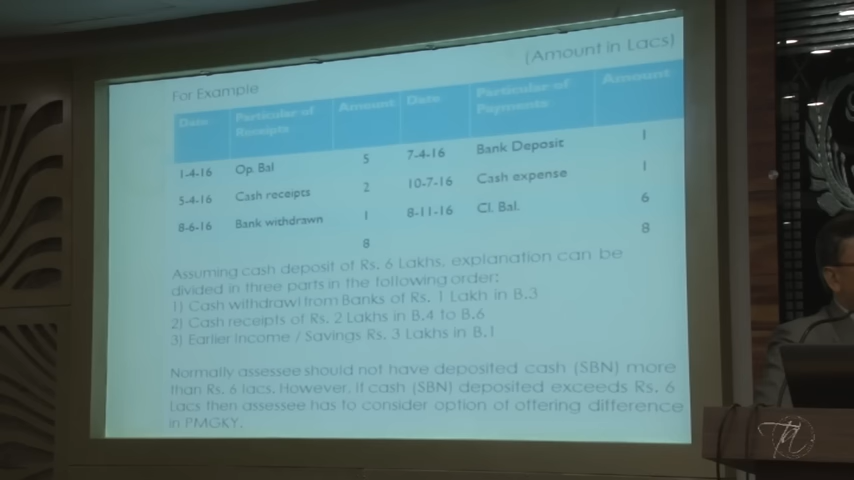 (Amount in Lacs)
For Example
Date Particular of Receipts Amount Date Particular of Payments Amount
1-4-16 Op. Bal 5 7-4-16 Bank Deposit 1
5-4-16 Cash receipts 2 10-7-16 Cash expense 1
8-6-16 Bank withdrawn 1 8-11-16 Cl. Bal. 6
8 8
Assuming cash deposit of Rs. 6 Lakhs, explanation can be
divided in three parts in the following order:
1) Cash withdrawl from Banks of Rs. 1 Lakh in B.3
2) Cash receipts of Rs. 2 Lakhs in B.4 to B.6
3) Earlier Income / Savings Rs. 3 Lakhs in B.1
Normally assessee should not have deposited cash (SBN) more
than Rs. 6 lacs. However, if cash (SBN) deposited exceeds Rs. 6
Lacs then assessee has to consider option of offering difference
in PMGKY.